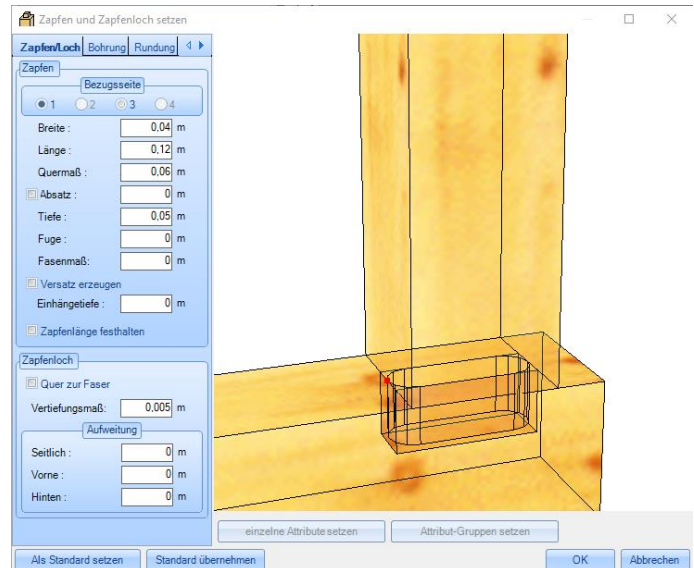 Zapfen und Zapfenloch setzen
Zapfen/Loch Bohrung Rundung
Zapfen
Bezugsseite
1 2 3 4
Breite : 0,04 m
Länge : 0,12 m
Quermaß : 0,06 m
Absatz : 0 m
Tiefe : 0,05 m
Fuge : 0 m
Fasenmaß: 0 m
Versatz erzeugen
Einhängetiefe : 0 m
Zapfenlänge festhalten
Zapfenloch
Quer zur Faser
Vertiefungsmaß: 0,005 m
Aufweitung
Seitlich : 0 m
Vorne : 0 m
Hinten : 0 m
einzelne Attribute setzen Attribut-Gruppen setzen
Als Standard setzen Standard übernehmen OK Abbrechen